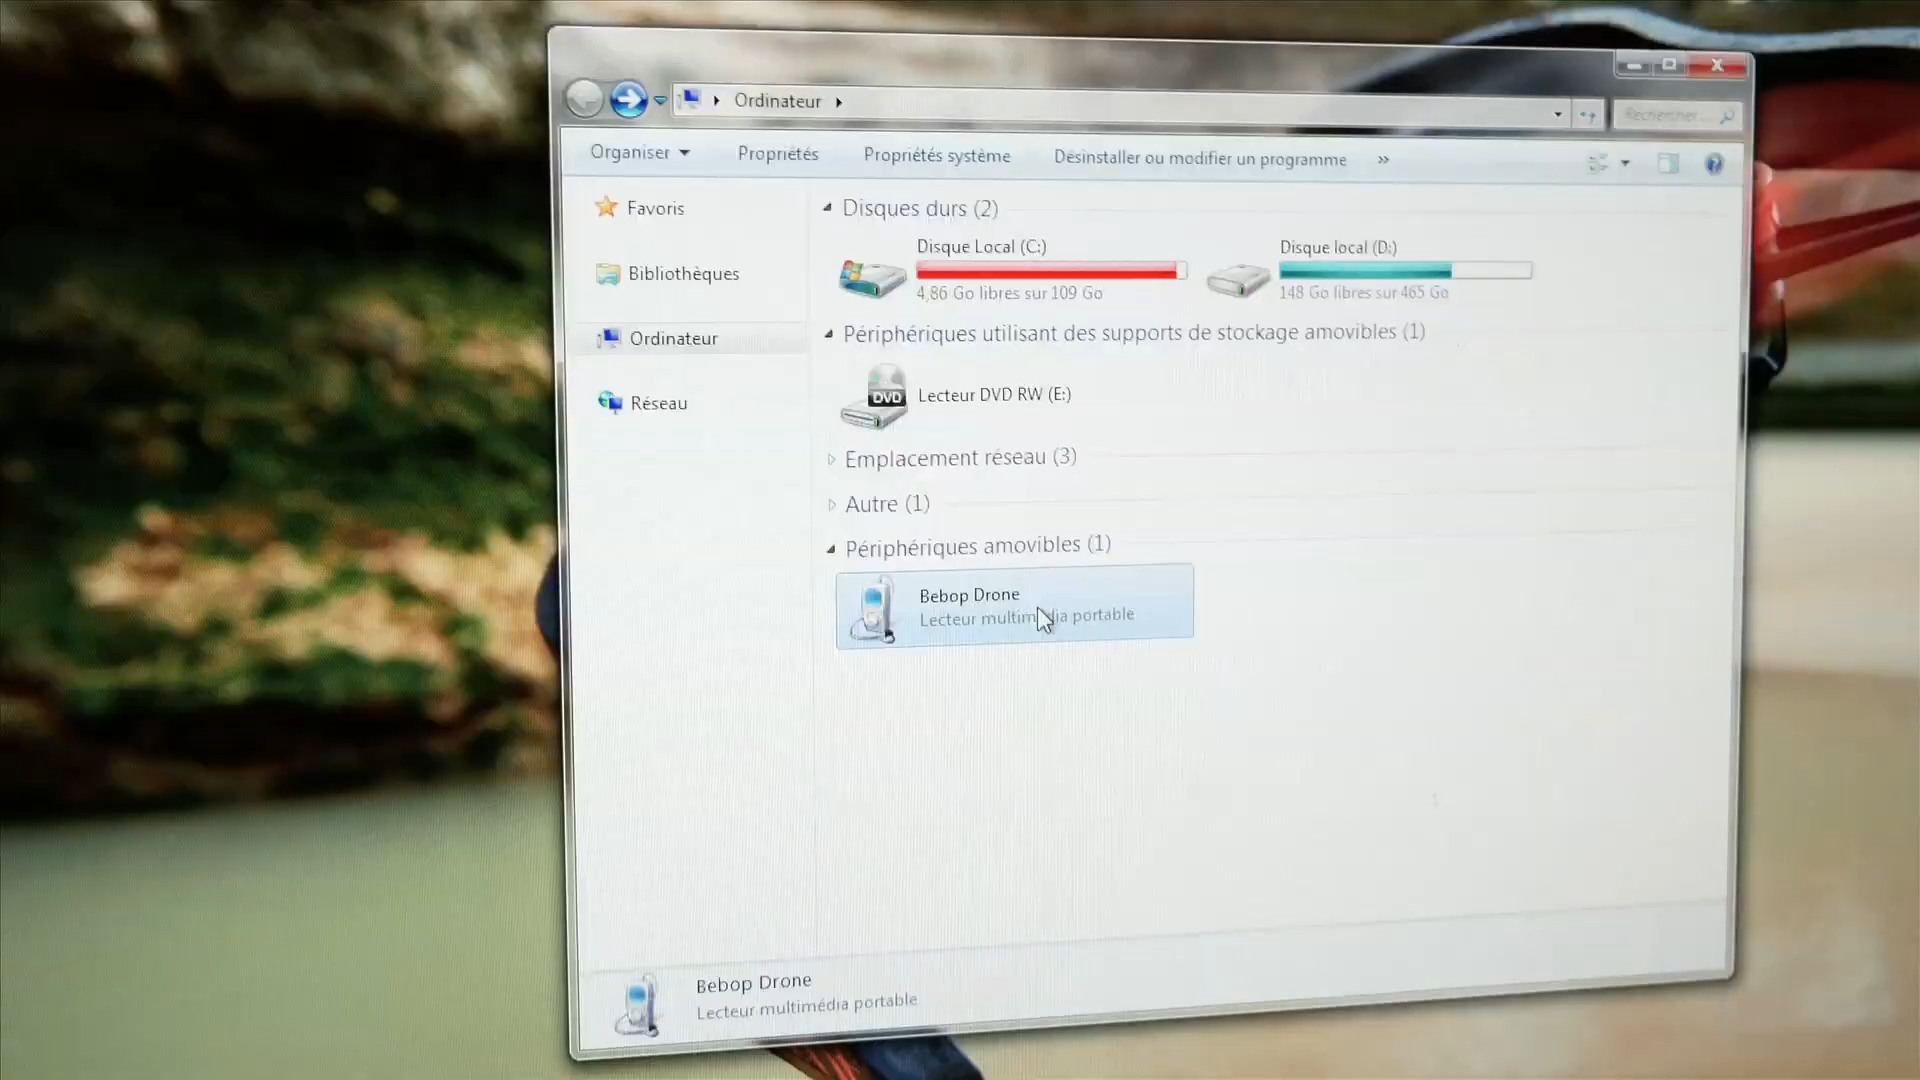 Ordinateur
Rechercher...
Organiser
Propriétés
Propriétés système
Désinstaller ou modifier un programme
»
Favoris
Bibliothèques
Ordinateur
Réseau
Disques durs (2)
Disque Local (C:)
4,86 Go libres sur 109 Go
Disque local (D:)
148 Go libres sur 465 Go
Périphériques utilisant des supports de stockage amovibles (1)
DVD
Lecteur DVD RW (E:)
Emplacement réseau (3)
Autre (1)
Périphériques amovibles (1)
Bebop Drone
Lecteur multimédia portable
Bebop Drone
Lecteur multimédia portable